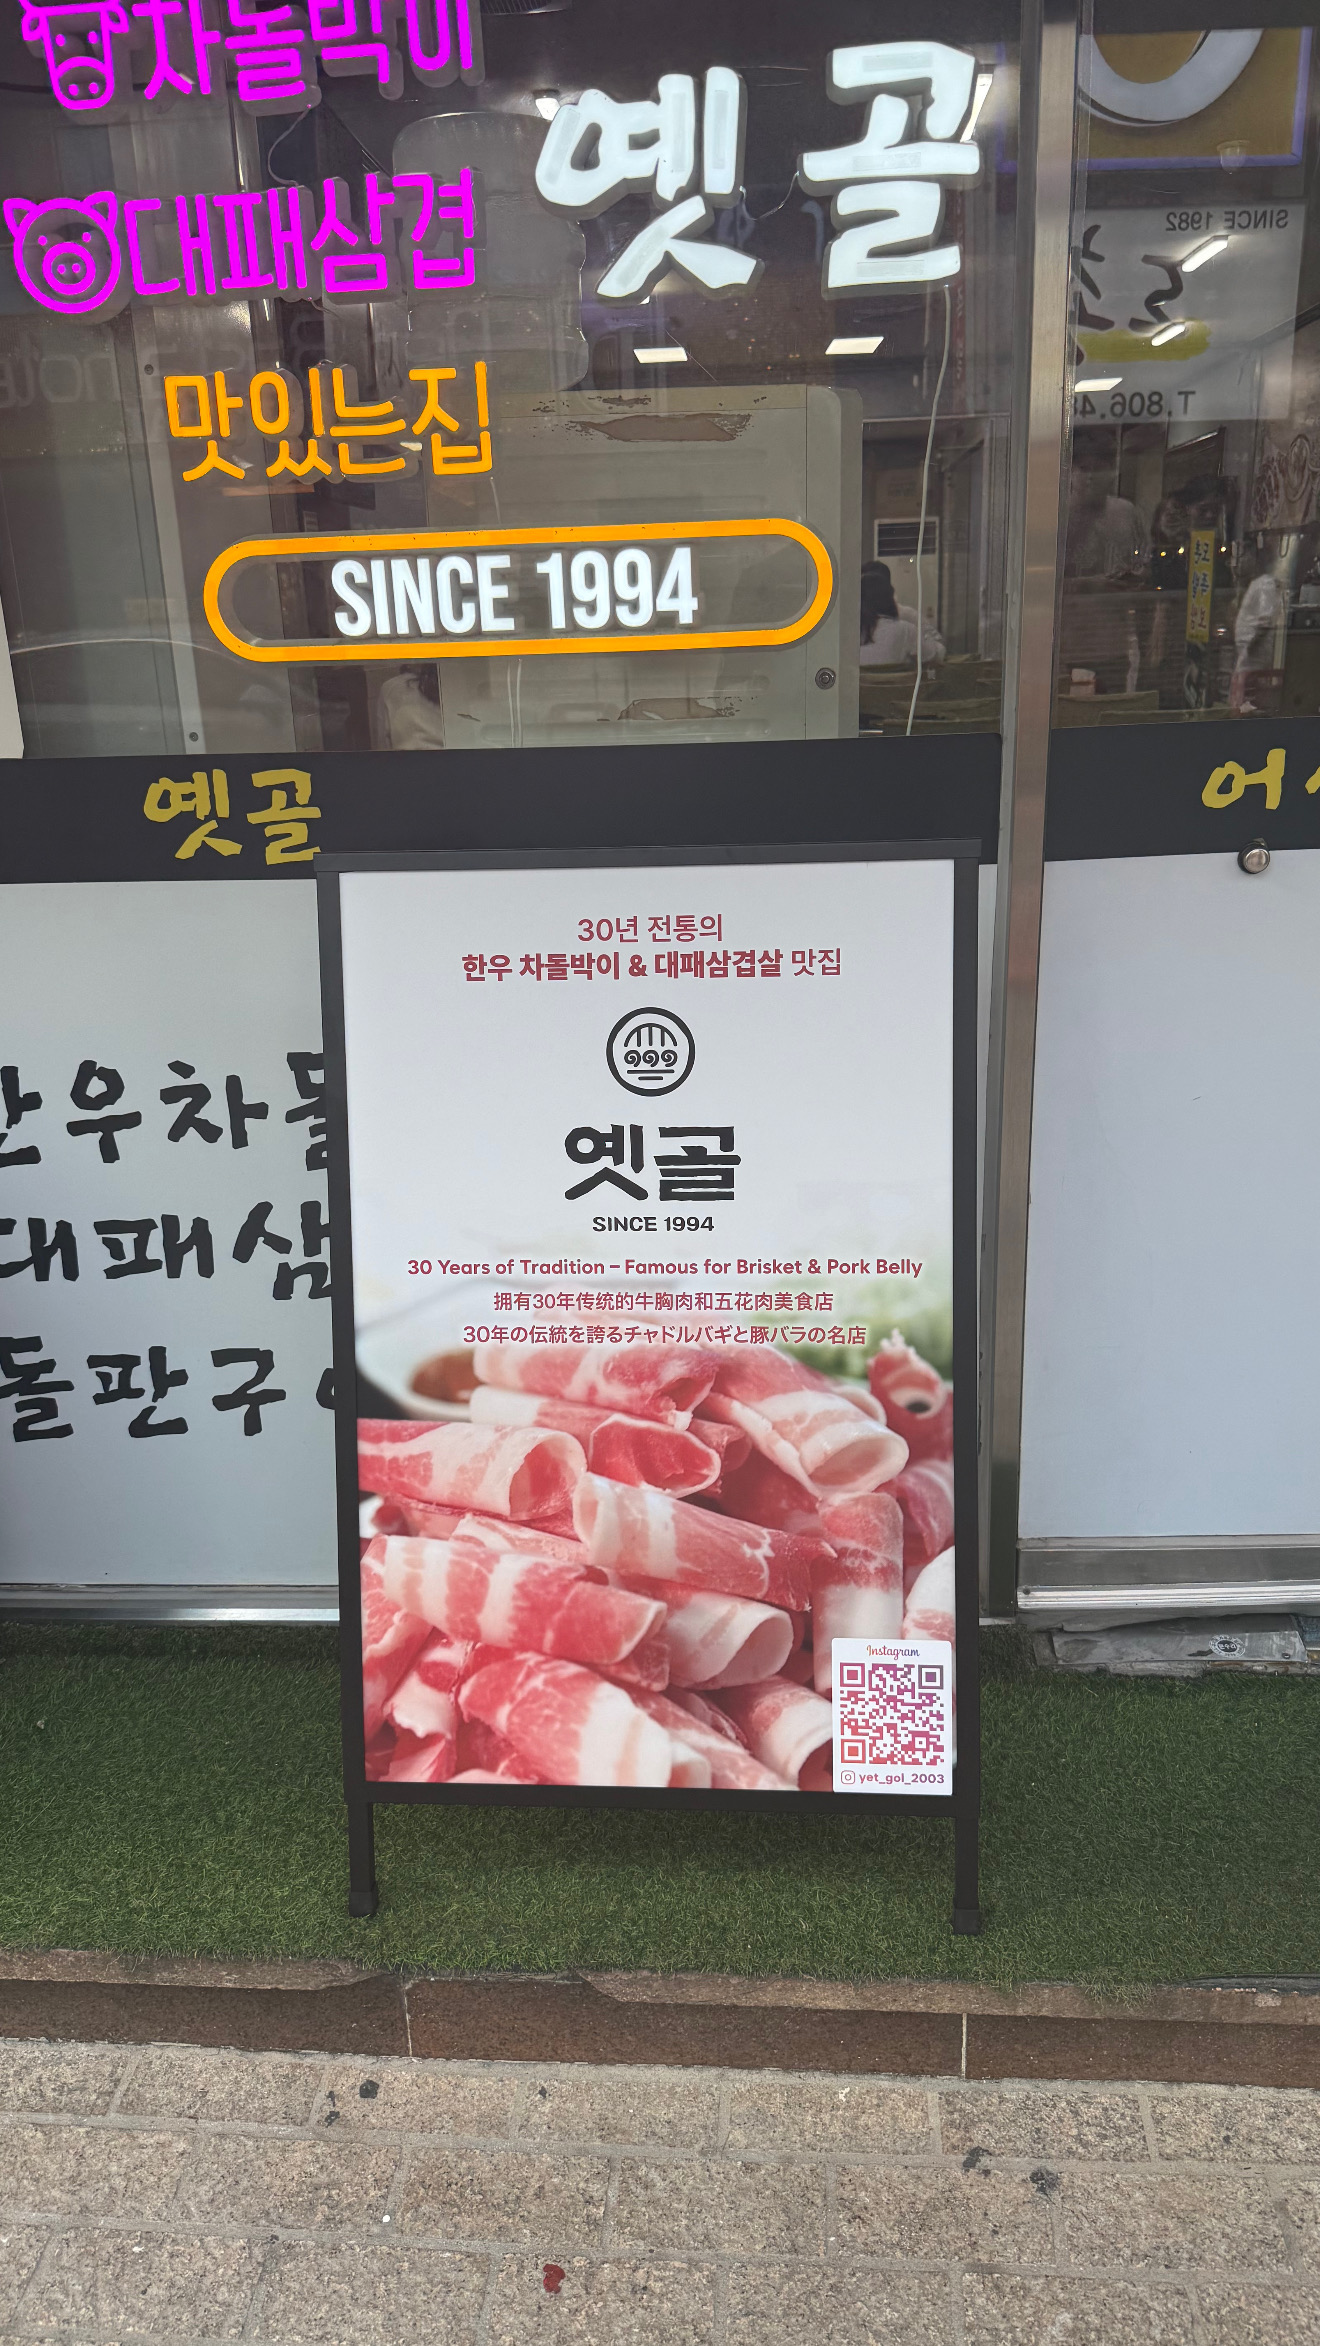 차돌박이
대패삼겹
옛골
맛있는집
SINCE 1994
SINCE 1982
T.806.4
옛골
어
우차돌
대패삼
돌판구
30년 전통의
한우 차돌박이 & 대패삼겹살 맛집
옛골
SINCE 1994
30 Years of Tradition – Famous for Brisket & Pork Belly
拥有30年传统的牛胸肉和五花肉美食店
30年の伝統を誇るチャドルバギと豚バラの名店
Instagram
yet_gol_2003